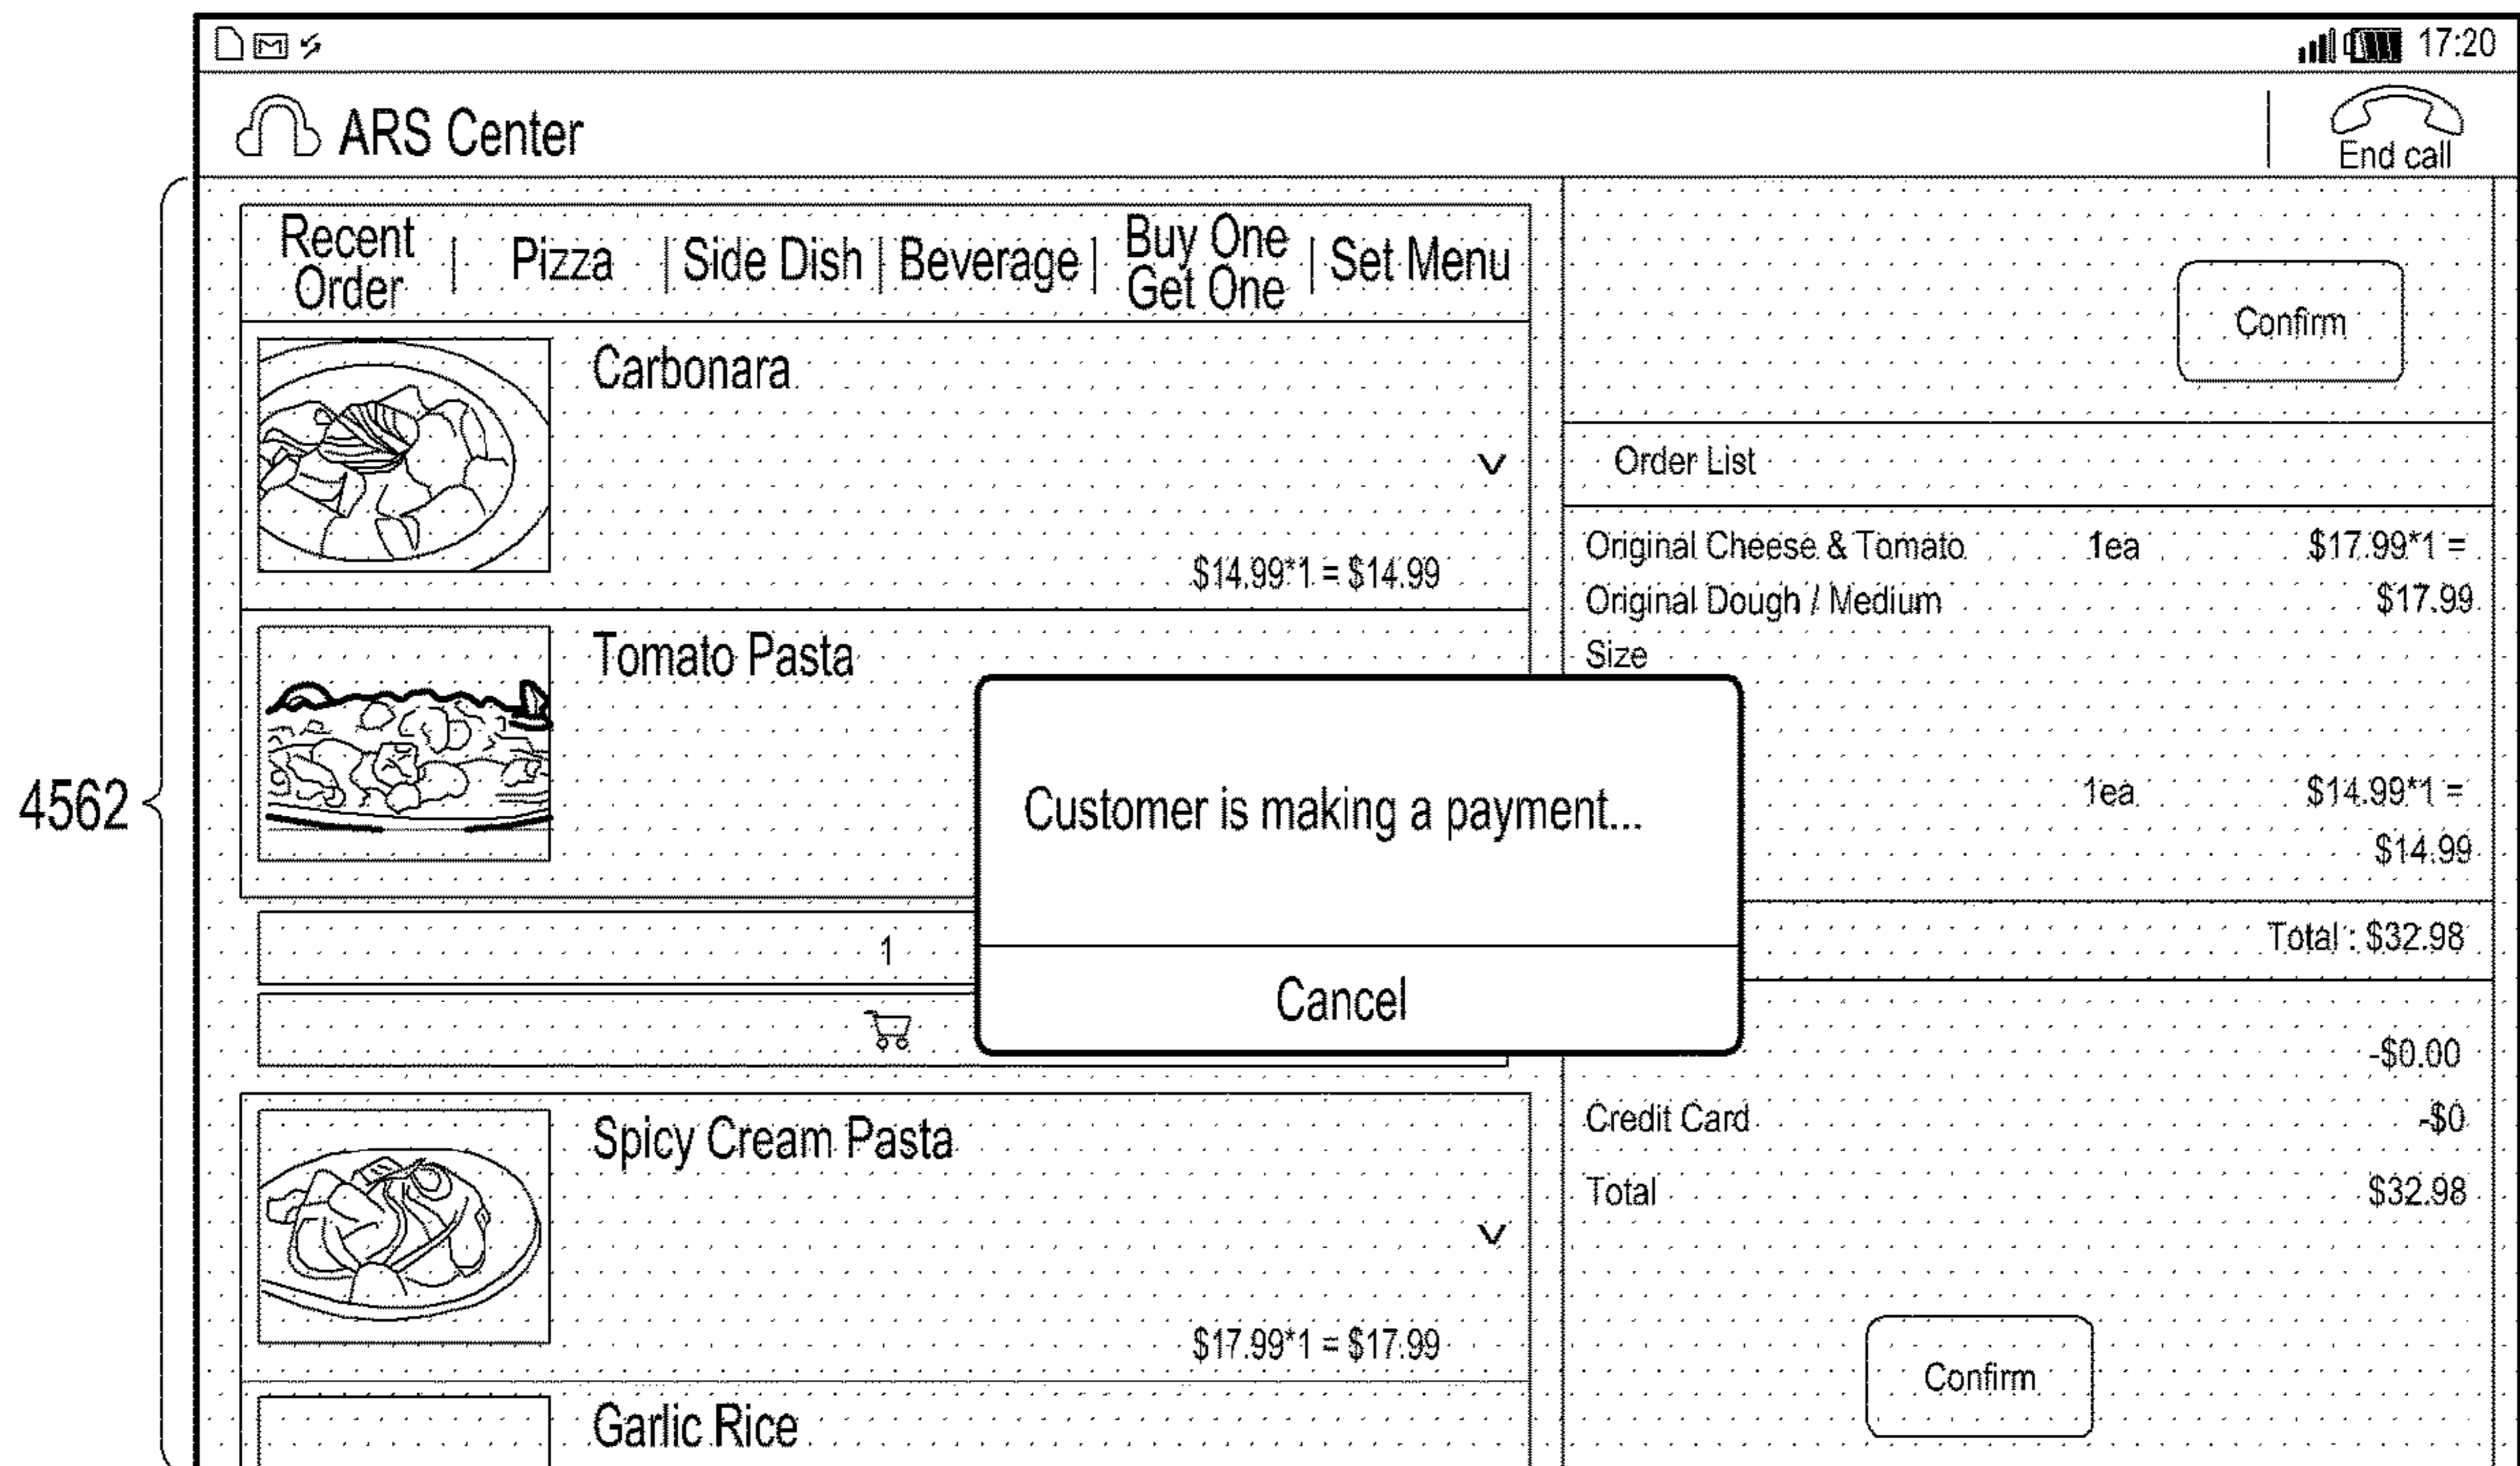 17:20
ARS Center
End call
Recent Order | Pizza | Side Dish | Beverage | Buy One Get One | Set Menu
Confirm
Carbonara
$14.99*1 = $14.99
Order List
Original Cheese & Tomato 1ea $17.99*1 =
Original Dough / Medium $17.99
Size
Tomato Pasta
4562
Customer is making a payment...
Cancel
1ea $14.99*1 =
$14.99
1
Total : $32.98
-$0.00
Credit Card -$0
Total $32.98
Spicy Cream Pasta
$17.99*1 = $17.99
Confirm
Garlic Rice